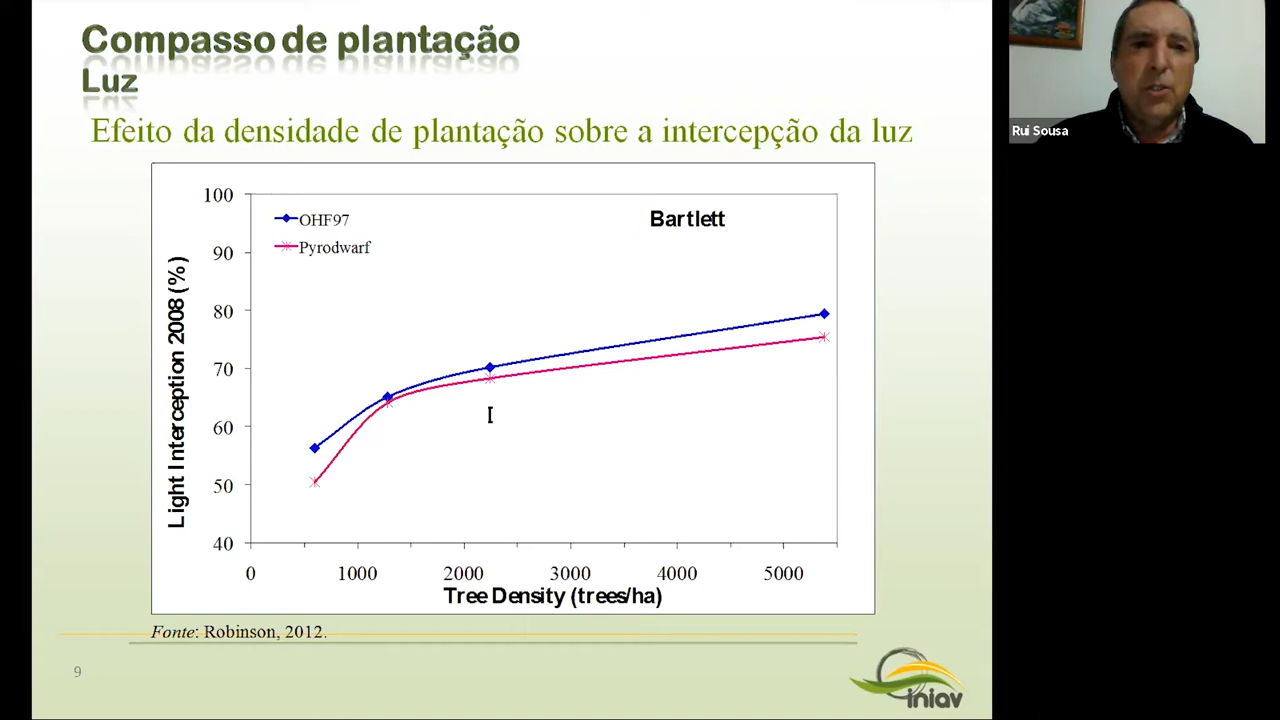 Compasso de plantação
Luz
Efeito da densidade de plantação sobre a intercepção da luz
100
90
80
70
60
50
40
Light Interception 2008 (%)
OHF97
Pyrodwarf
Bartlett
0 1000 2000 3000 4000 5000
Tree Density (trees/ha)
Fonte: Robinson, 2012.
9
iniav
Rui Sousa